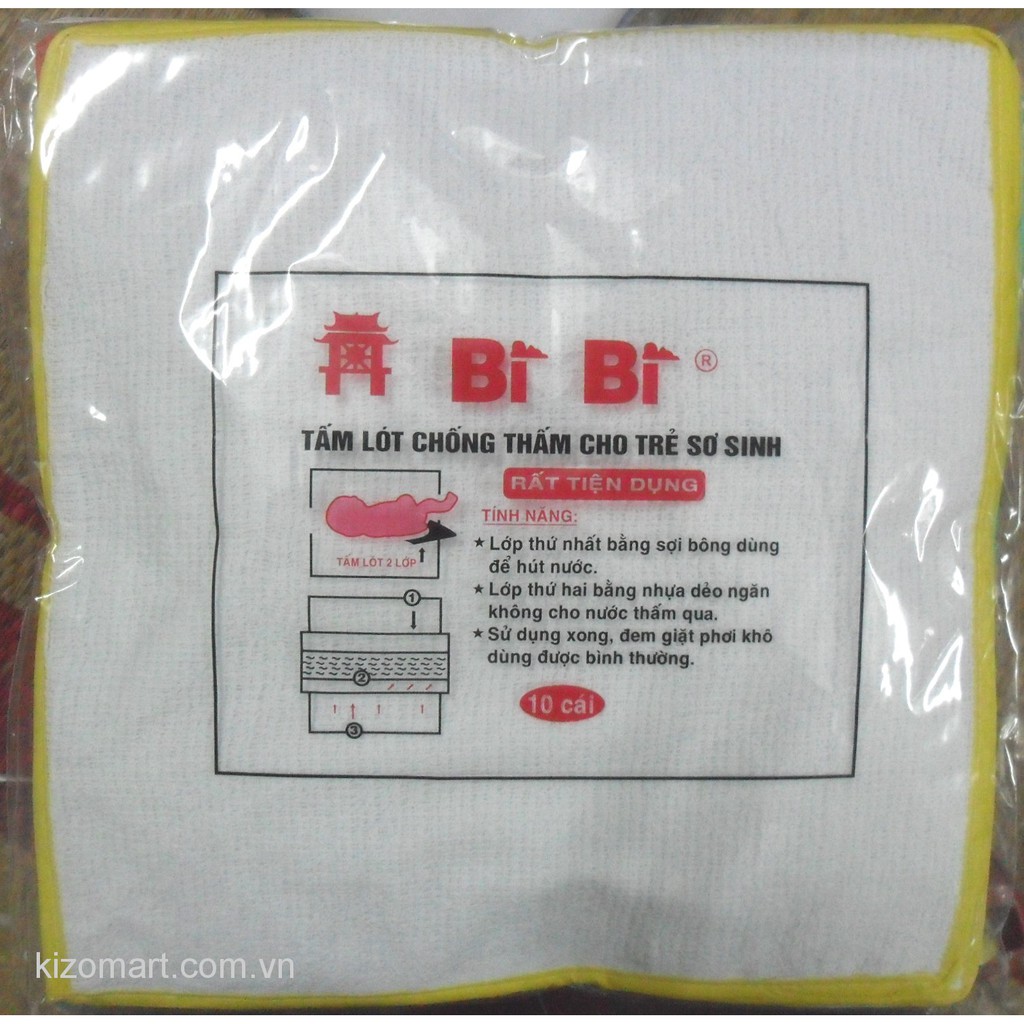 Bi Bi ®
TẤM LÓT CHỐNG THẤM CHO TRẺ SƠ SINH
RẤT TIỆN DỤNG
TÍNH NĂNG:
★ Lớp thứ nhất bằng sợi bông dùng
để hút nước.
★ Lớp thứ hai bằng nhựa dẻo ngăn
không cho nước thấm qua.
★ Sử dụng xong, đem giặt phơi khô
dùng được bình thường.
10 cái
TẤM LÓT 2 LỚP
1
2
3
kizomart.com.vn